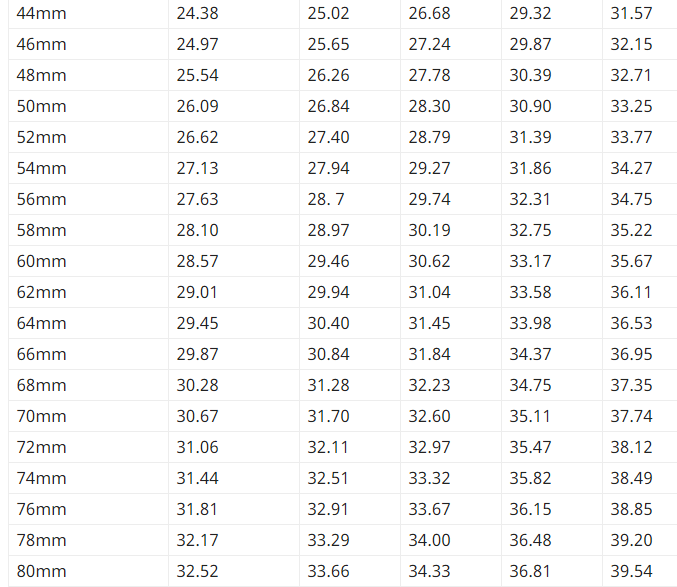 44mm 24.38 25.02 26.68 29.32 31.57
46mm 24.97 25.65 27.24 29.87 32.15
48mm 25.54 26.26 27.78 30.39 32.71
50mm 26.09 26.84 28.30 30.90 33.25
52mm 26.62 27.40 28.79 31.39 33.77
54mm 27.13 27.94 29.27 31.86 34.27
56mm 27.63 28. 7 29.74 32.31 34.75
58mm 28.10 28.97 30.19 32.75 35.22
60mm 28.57 29.46 30.62 33.17 35.67
62mm 29.01 29.94 31.04 33.58 36.11
64mm 29.45 30.40 31.45 33.98 36.53
66mm 29.87 30.84 31.84 34.37 36.95
68mm 30.28 31.28 32.23 34.75 37.35
70mm 30.67 31.70 32.60 35.11 37.74
72mm 31.06 32.11 32.97 35.47 38.12
74mm 31.44 32.51 33.32 35.82 38.49
76mm 31.81 32.91 33.67 36.15 38.85
78mm 32.17 33.29 34.00 36.48 39.20
80mm 32.52 33.66 34.33 36.81 39.54